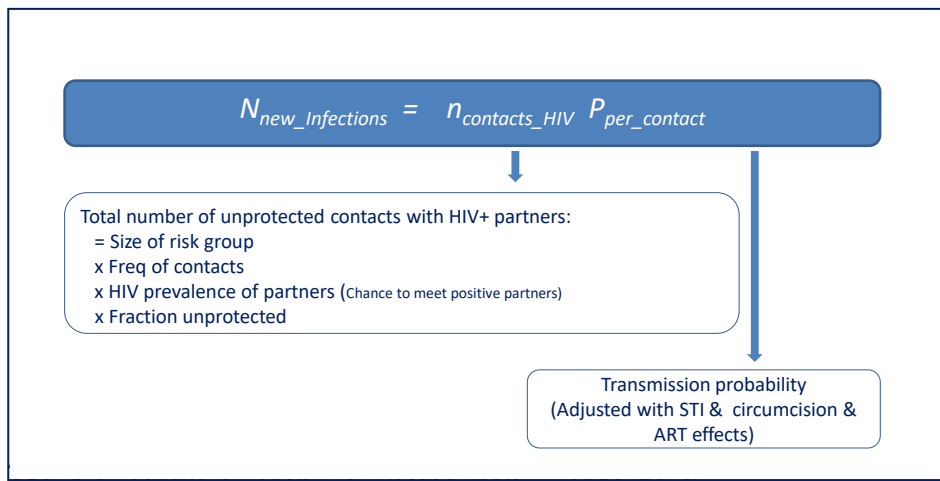 N_new_Infections = n_contacts_HIV P_per_contact
Total number of unprotected contacts with HIV+ partners:
= Size of risk group
x Freq of contacts
x HIV prevalence of partners (Chance to meet positive partners)
x Fraction unprotected
Transmission probability
(Adjusted with STI & circumcision &
ART effects)